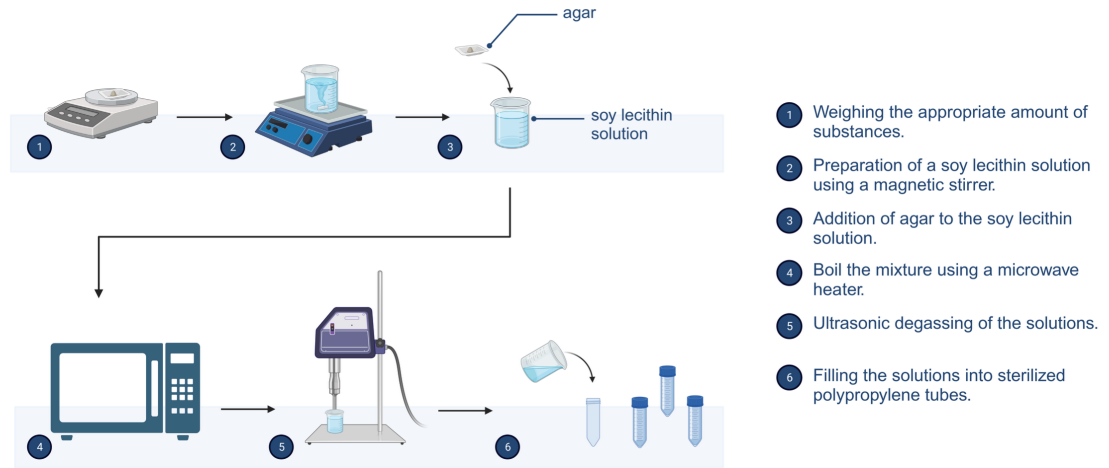 agar
soy lecithin
solution
1
2
3
4
5
6
1 Weighing the appropriate amount of
substances.
2 Preparation of a soy lecithin solution
using a magnetic stirrer.
3 Addition of agar to the soy lecithin
solution.
4 Boil the mixture using a microwave
heater.
5 Ultrasonic degassing of the solutions.
6 Filling the solutions into sterilized
polypropylene tubes.